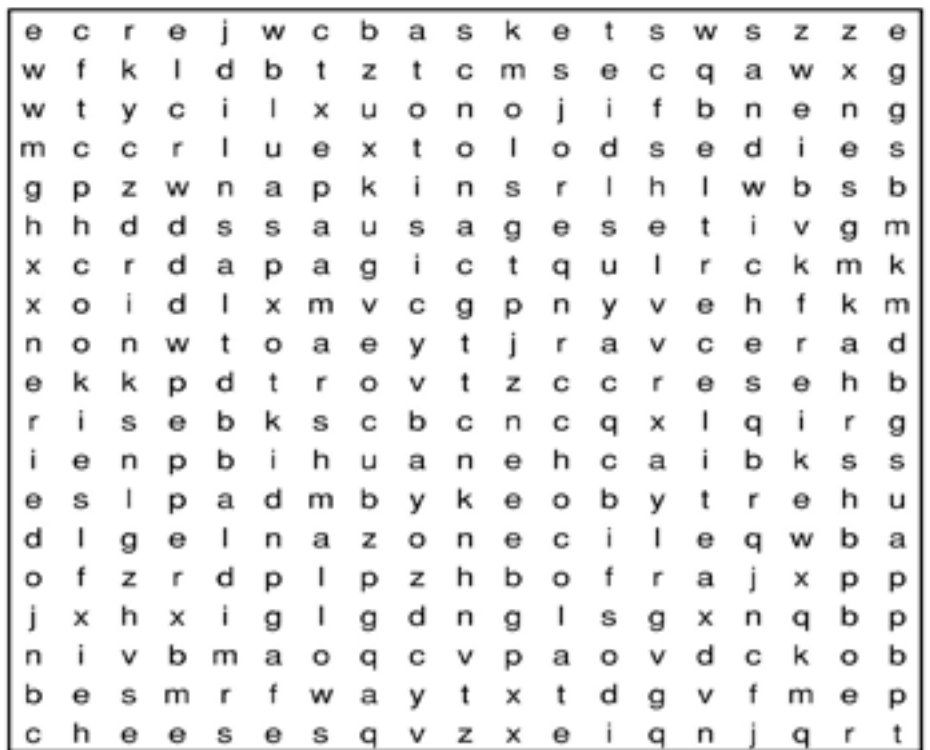 e c r e j w c b a s k e t s w s z z e
w f k l d b t z t c m s e c q a w x g
w t y c i l x u o n o j i f b n e n g
m c c r l u e x t o l o d s e d i e s
g p z w n a p k i n s r l h l w b s b
h h d d s s a u s a g e s e t i v g m
x c r d a p a g i c t q u l r c k m k
x o i d l x m v c g p n y v e h f k m
n o n w t o a e y t j r a v c e r a d
e k k p d t r o v t z c c r e s e h b
r i s e b k s c b c n c q x l q i r g
i e n p b i h u a n e h c a i b k s s
e s l p a d m b y k e o b y t r e h u
d l g e l n a z o n e c i l e q w b a
o f z r d p l p z h b o f r a j x p p
j x h x i g l g d n g l s g x n q b p
n i v b m a o q c v p a o v d c k o b
b e s m r f w a y t x t d g v f m e p
c h e e s e s q v z x e i q n j q r t